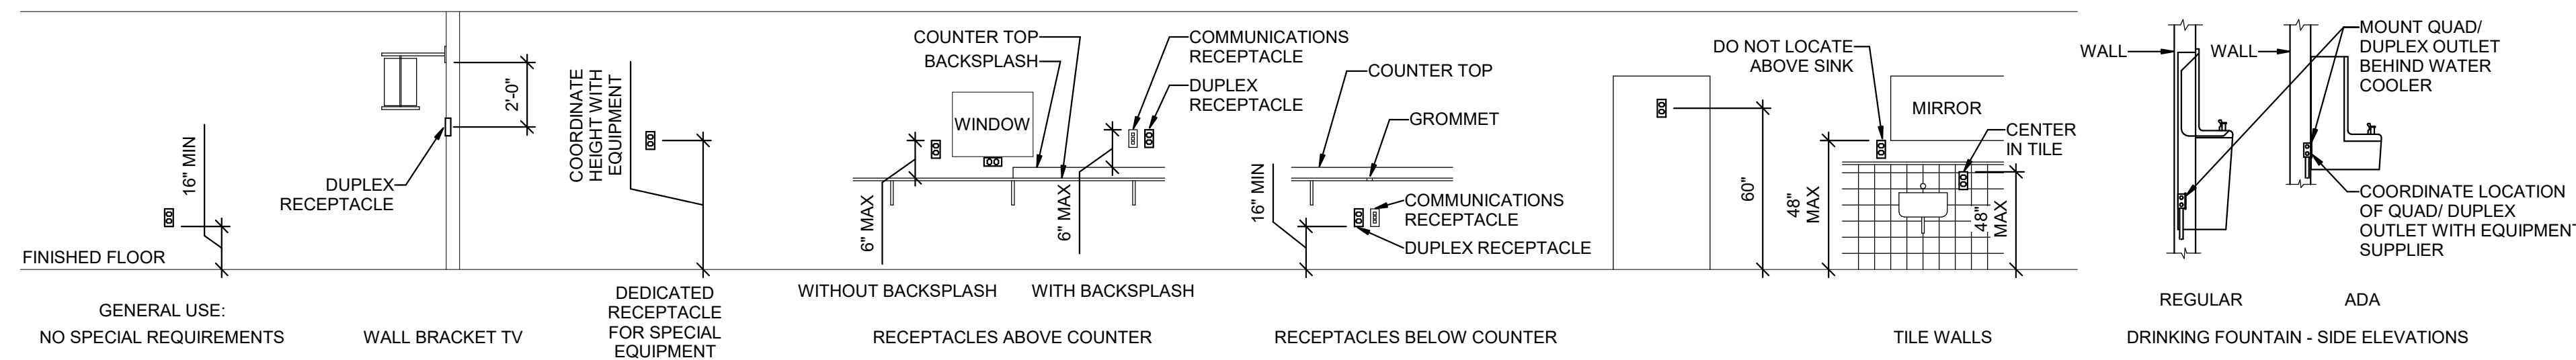 16" MIN
FINISHED FLOOR
GENERAL USE:
NO SPECIAL REQUIREMENTS
2'-0"
DUPLEX
RECEPTACLE
WALL BRACKET TV
COORDINATE
HEIGHT WITH
EQUIPMENT
DEDICATED
RECEPTACLE
FOR SPECIAL
EQUIPMENT
COUNTER TOP
BACKSPLASH
WINDOW
COMMUNICATIONS
RECEPTACLE
DUPLEX
RECEPTACLE
6" MAX
6" MAX
WITHOUT BACKSPLASH
WITH BACKSPLASH
RECEPTACLES ABOVE COUNTER
COUNTER TOP
GROMMET
16" MIN
COMMUNICATIONS
RECEPTACLE
DUPLEX RECEPTACLE
RECEPTACLES BELOW COUNTER
60"
DO NOT LOCATE
ABOVE SINK
MIRROR
CENTER
IN TILE
48"
MAX
48"
MAX
TILE WALLS
WALL
WALL
MOUNT QUAD/
DUPLEX OUTLET
BEHIND WATER
COOLER
COORDINATE LOCATION
OF QUAD/ DUPLEX
OUTLET WITH EQUIPMENT
SUPPLIER
REGULAR
ADA
DRINKING FOUNTAIN - SIDE ELEVATIONS